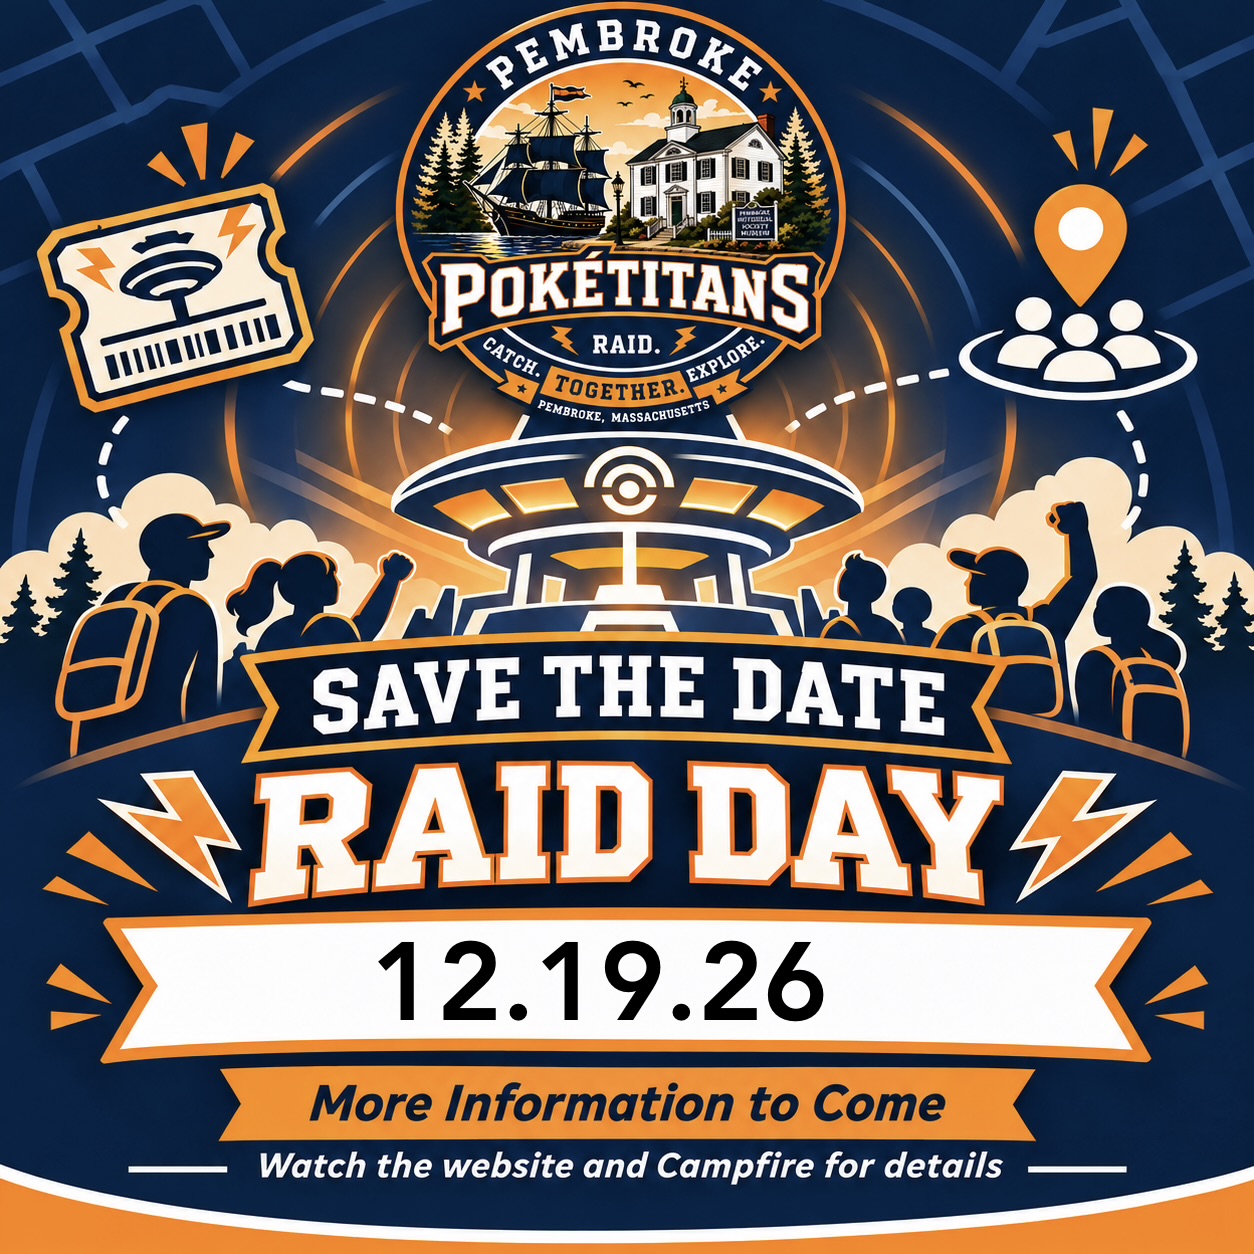 PEMBROKE
POKÉTITANS
RAID.
CATCH. TOGETHER. EXPLORE.
PEMBROKE, MASSACHUSETTS
SAVE THE DATE
RAID DAY
12.19.26
More Information to Come
Watch the website and Campfire for details